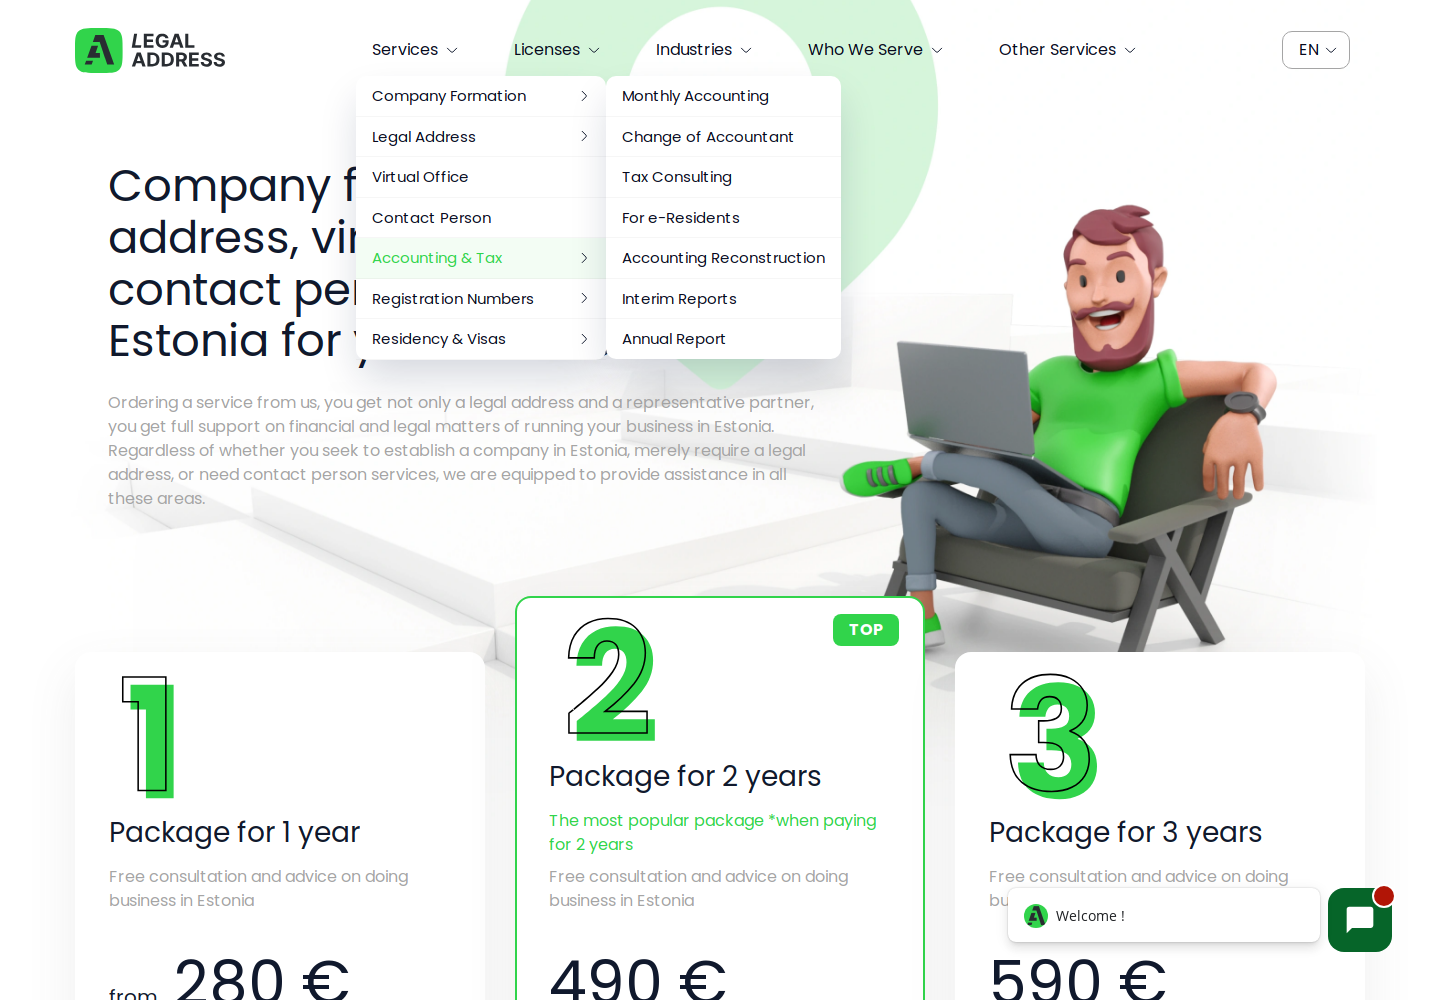 LEGAL
ADDRESS
Services
Licenses
Industries
Who We Serve
Other Services
EN
Company Formation
Legal Address
Virtual Office
Contact Person
Accounting & Tax
Registration Numbers
Residency & Visas
Monthly Accounting
Change of Accountant
Tax Consulting
For e-Residents
Accounting Reconstruction
Interim Reports
Annual Report
Company
address,
contact
Estonia for
Ordering a service from us, you get not only a legal address and a representative partner,
you get full support on financial and legal matters of running your business in Estonia.
Regardless of whether you seek to establish a company in Estonia, merely require a legal
address, or need contact person services, we are equipped to provide assistance in all
these areas.
1
Package for 1 year
Free consultation and advice on doing
business in Estonia
from 280 €
2
TOP
Package for 2 years
The most popular package *when paying
for 2 years
Free consultation and advice on doing
business in Estonia
490 €
3
Package for 3 years
Free consultation and advice on doing
590 €
Welcome !